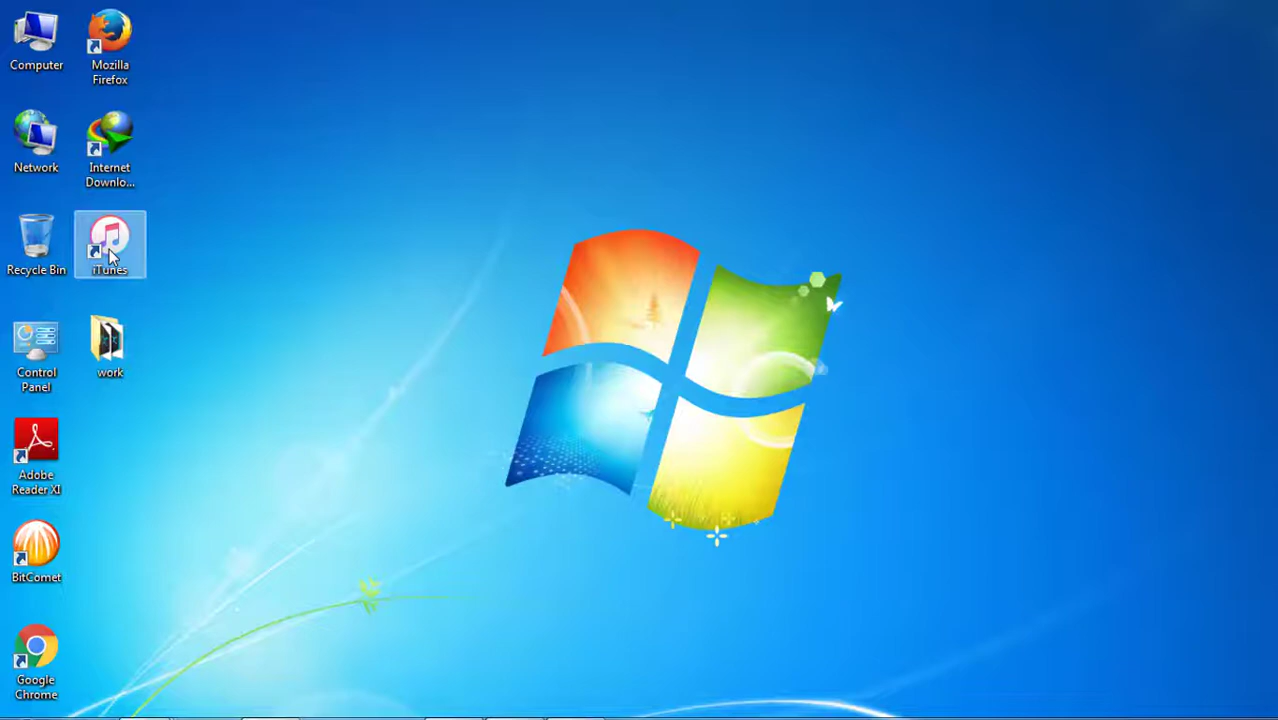 Computer
Mozilla
Firefox
Network
Internet
Downlo...
Recycle Bin
iTunes
Control
Panel
work
Adobe
Reader XI
BitComet
Google
Chrome